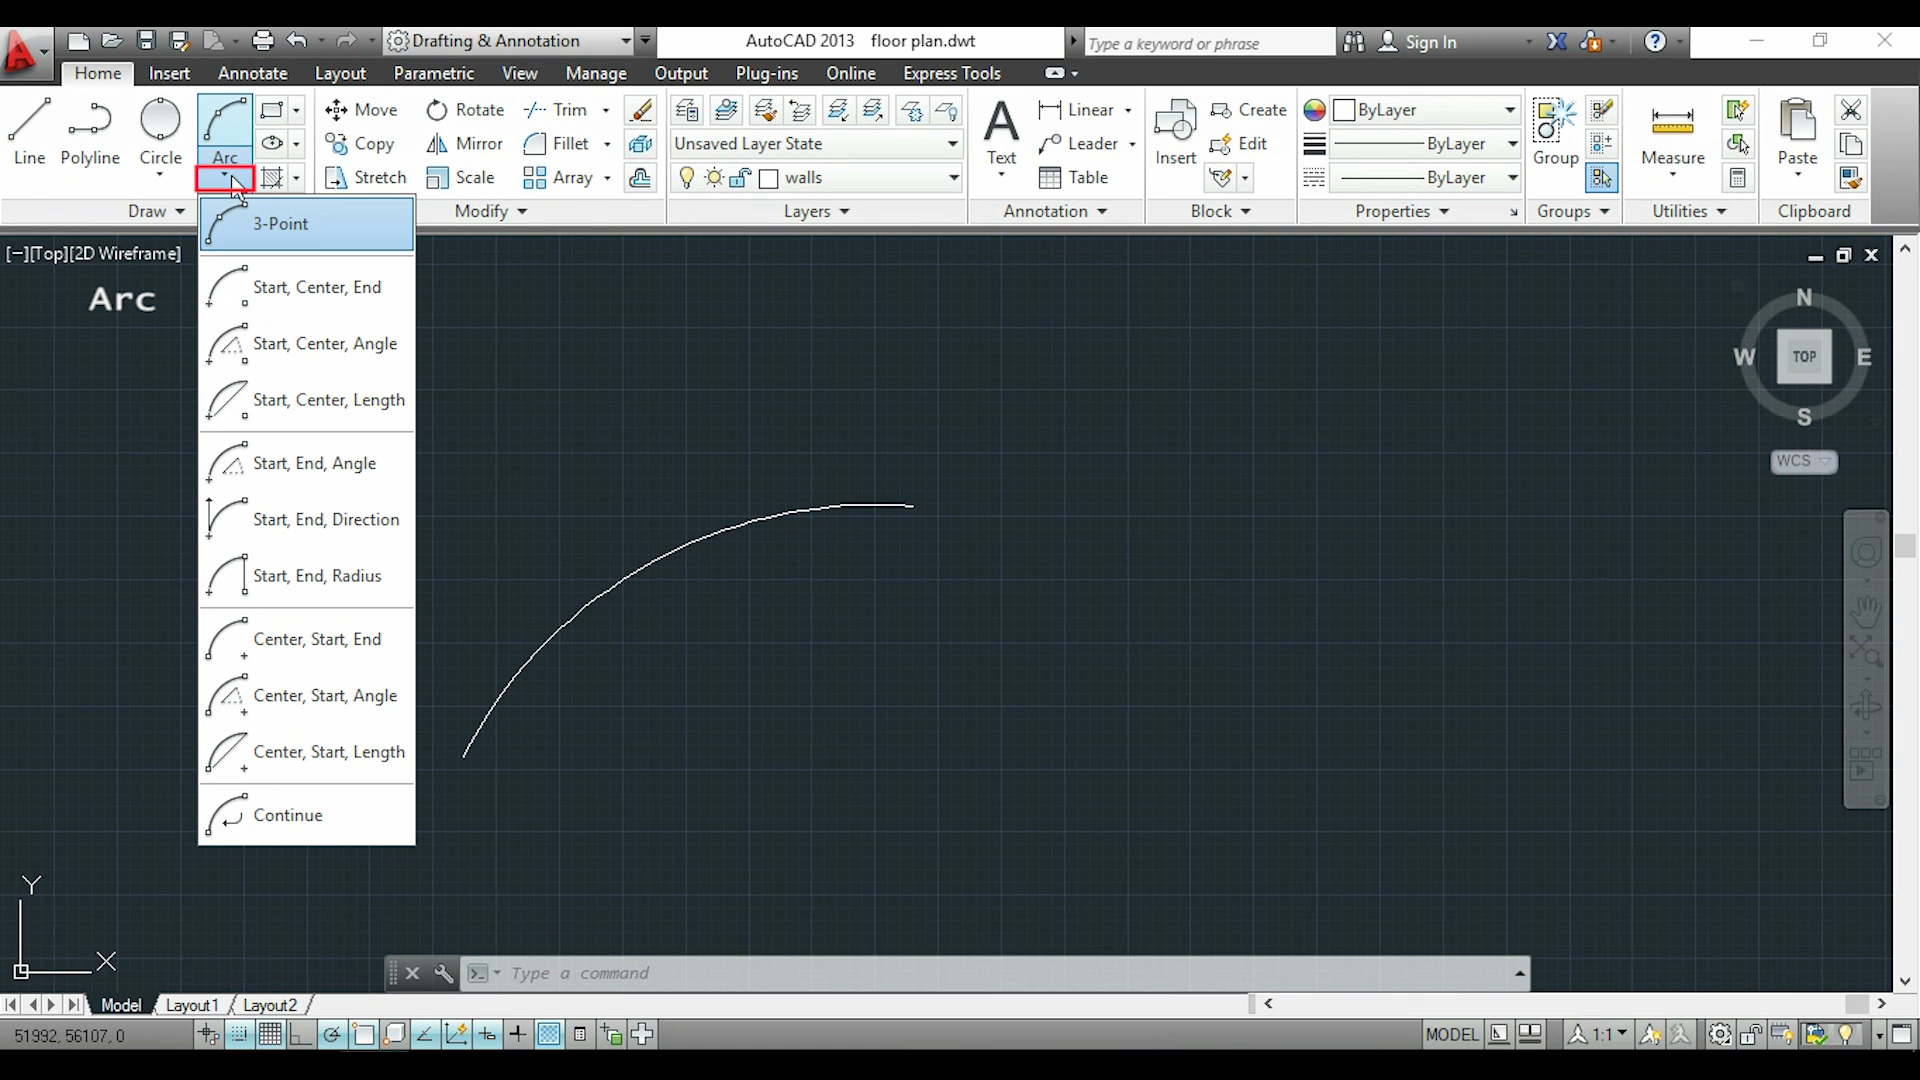 Drafting & Annotation
AutoCAD 2013 floor plan.dwt
Type a keyword or phrase
Sign In
Home Insert Annotate Layout Parametric View Manage Output Plug-ins Online Express Tools
Line Polyline Circle Arc
Move Rotate Trim
Copy Mirror Fillet
Stretch Scale Array
Unsaved Layer State
walls
Text
Linear
Leader
Table
Insert
Create
Edit
ByLayer
ByLayer
ByLayer
Group
Measure
Paste
Draw Modify Layers Annotation Block Properties Groups Utilities Clipboard
[−][Top][2D Wireframe]
Arc
3-Point
Start, Center, End
Start, Center, Angle
Start, Center, Length
Start, End, Angle
Start, End, Direction
Start, End, Radius
Center, Start, End
Center, Start, Angle
Center, Start, Length
Continue
N
W TOP E
S
WCS
Y
X
Type a command
Model Layout1 Layout2
51992, 56107, 0
MODEL
1:1